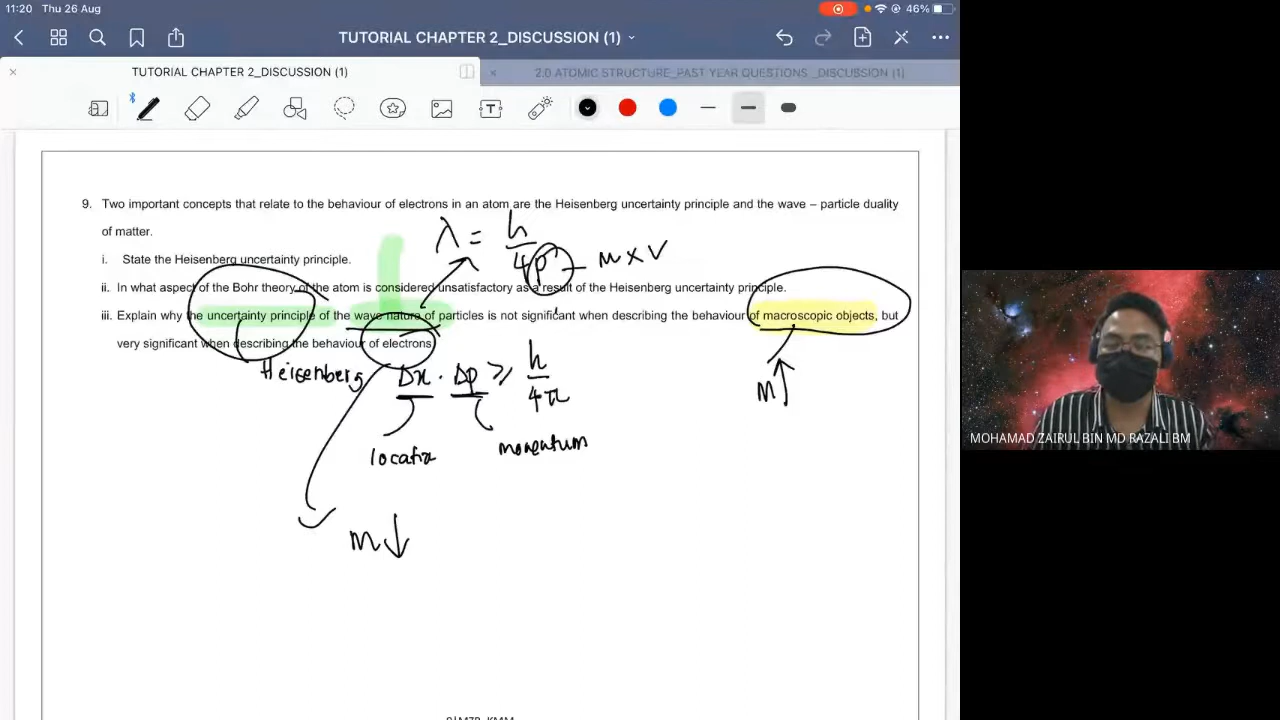 11:20 Thu 26 Aug
46%
TUTORIAL CHAPTER 2_DISCUSSION (1)
TUTORIAL CHAPTER 2_DISCUSSION (1)
2.0 ATOMIC STRUCTURE_PAST YEAR QUESTIONS _DISCUSSION (1)
9. Two important concepts that relate to the behaviour of electrons in an atom are the Heisenberg uncertainty principle and the wave – particle duality
of matter.
λ = h/4p – m x v
i. State the Heisenberg uncertainty principle.
ii. In what aspect of the Bohr theory of the atom is considered unsatisfactory as a result of the Heisenberg uncertainty principle.
iii. Explain why the uncertainty principle of the wave nature of particles is not significant when describing the behaviour of macroscopic objects, but
very significant when describing the behaviour of electrons.
Heisenberg Δx · Δp ≥ h/4π
m↑
location momentum
MOHAMAD ZAIRUL BIN MD RAZALI BM
m↓